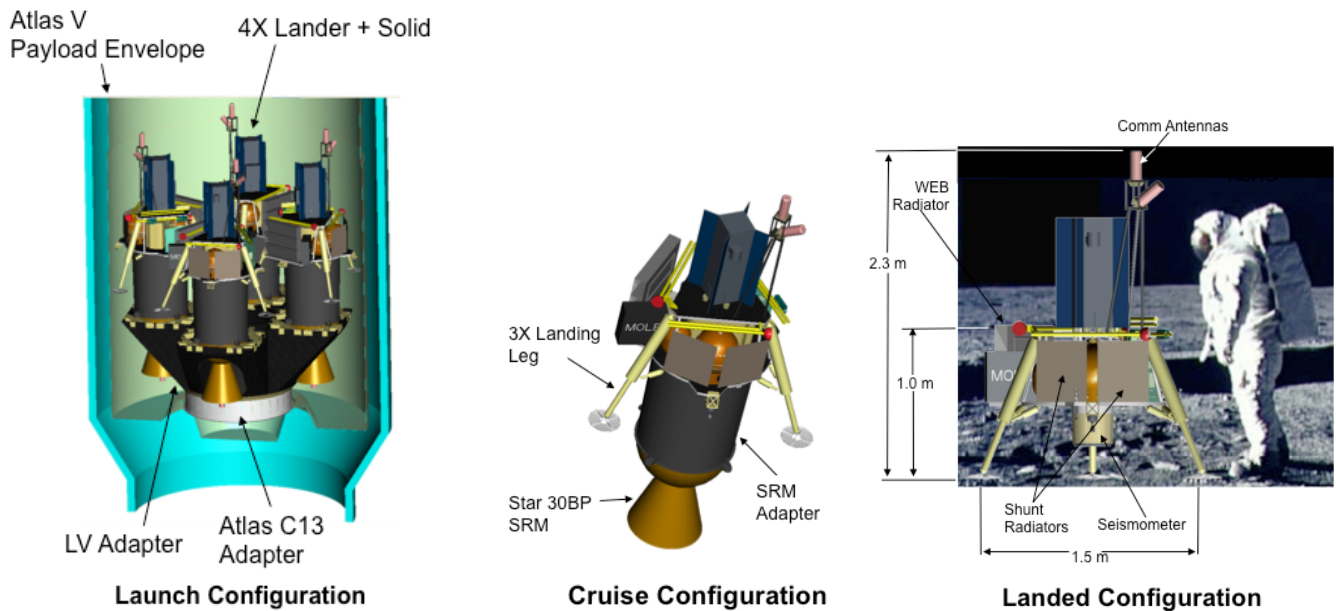 Atlas V
Payload Envelope
4X Lander + Solid
LV Adapter
Atlas C13
Adapter
Launch Configuration
3X Landing
Leg
MOLE
Star 30BP
SRM
SRM
Adapter
Cruise Configuration
Comm Antennas
WEB
Radiator
2.3 m
1.0 m
MO
Shunt
Radiators
Seismometer
1.5 m
Landed Configuration